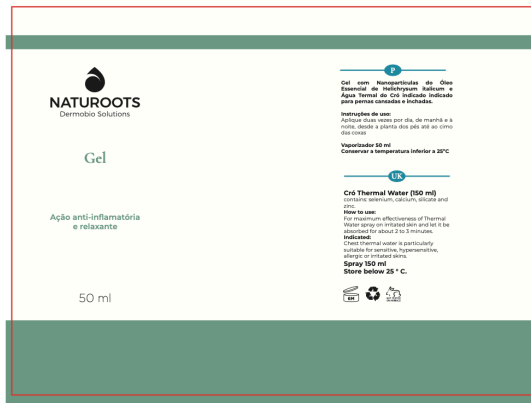 NATUROOTS
Dermobio Solutions
Gel
Ação anti-inflamatória
e relaxante
50 ml
P
Gel com Nanopartículas do Óleo
Essencial de Helichrysum italicum e
Água Termal do Cró indicado indicado
para pernas cansadas e inchadas.
Instruções de uso:
Aplique duas vezes por dia, de manhã e à
noite, desde a planta dos pés até ao cimo
das coxas
Vaporizador 50 ml
Conservar a temperatura inferior a 25ºC
UK
Cró Thermal Water (150 ml)
contains: selenium, calcium, silicate and
zinc.
How to use:
For maximum effectiveness of Thermal
Water spray on irritated skin and let it be
absorbed for about 2 to 3 minutes.
Indicated:
Chest thermal water is particularly
suitable for sensitive, hypersensitive,
allergic or irritated skins.
Spray 150 ml
Store below 25 º C.
6M